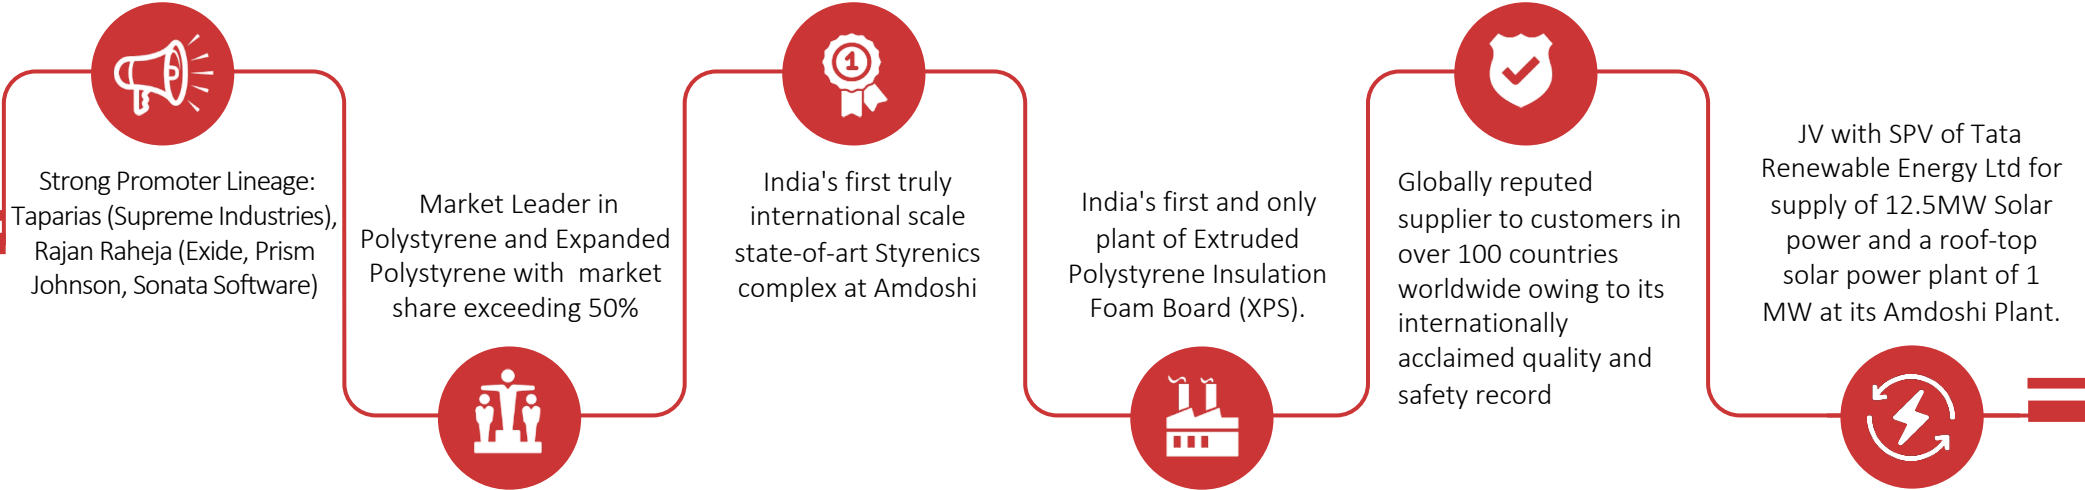 Strong Promoter Lineage:
Taparias (Supreme Industries),
Rajan Raheja (Exide, Prism
Johnson, Sonata Software)
Market Leader in
Polystyrene and Expanded
Polystyrene with  market
share exceeding 50%
1
India's first truly
international scale
state-of-art Styrenics
complex at Amdoshi
India's first and only
plant of Extruded
Polystyrene Insulation
Foam Board (XPS).
Globally reputed
supplier to customers in
over 100 countries
worldwide owing to its
internationally
acclaimed quality and
safety record
JV with SPV of Tata
Renewable Energy Ltd for
supply of 12.5MW Solar
power and a roof-top
solar power plant of 1
MW at its Amdoshi Plant.